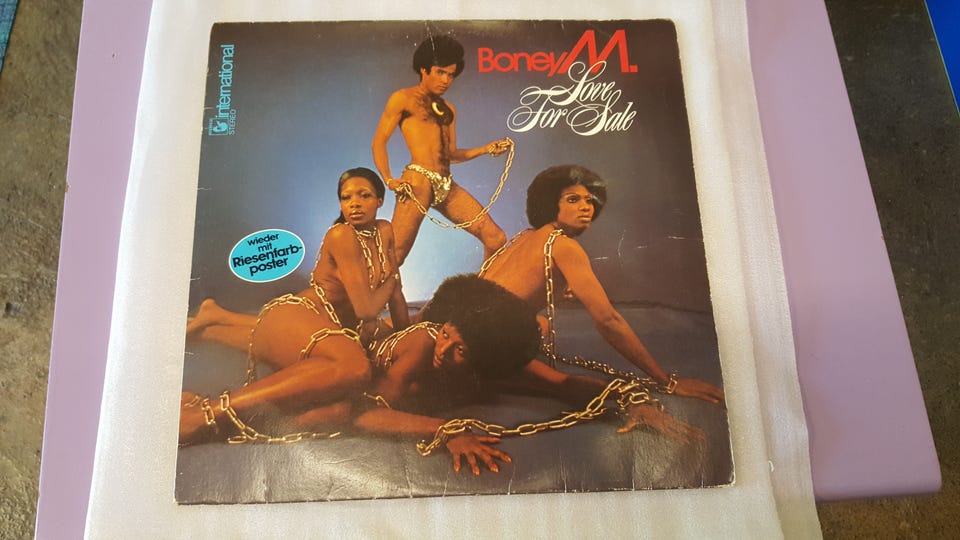 international
STEREO
Boney M.
Love
For Sale
wieder
mit
Riesenfarb-
poster